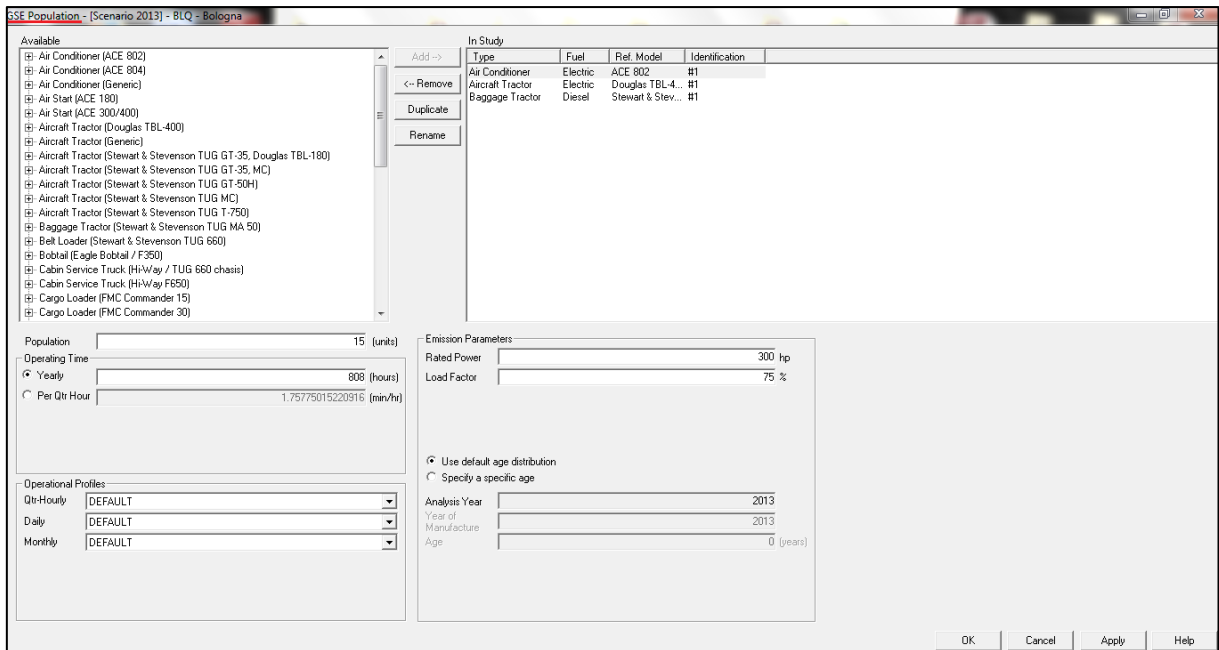 GSE Population - [Scenario 2013] - BLQ - Bologna
Available
Air Conditioner (ACE 802)
Air Conditioner (ACE 804)
Air Conditioner (Generic)
Air Start (ACE 180)
Air Start (ACE 300/400)
Aircraft Tractor (Douglas TBL-400)
Aircraft Tractor (Generic)
Aircraft Tractor (Stewart & Stevenson TUG GT-35, Douglas TBL-180)
Aircraft Tractor (Stewart & Stevenson TUG GT-35, MC)
Aircraft Tractor (Stewart & Stevenson TUG GT-50H)
Aircraft Tractor (Stewart & Stevenson TUG MC)
Aircraft Tractor (Stewart & Stevenson TUG T-750)
Baggage Tractor (Stewart & Stevenson TUG MA 50)
Belt Loader (Stewart & Stevenson TUG 660)
Bobtail (Eagle Bobtail / F350)
Cabin Service Truck (Hi-Way / TUG 660 chasis)
Cabin Service Truck (Hi-Way F650)
Cargo Loader (FMC Commander 15)
Cargo Loader (FMC Commander 30)
Add -->
<-- Remove
Duplicate
Rename
In Study
Type Fuel Ref. Model Identification
Air Conditioner Electric ACE 802 #1
Aircraft Tractor Electric Douglas TBL-4... #1
Baggage Tractor Diesel Stewart & Stev... #1
Population 15 (units)
Operating Time
Yearly 808 (hours)
Per Qtr Hour 1.75775015220916 (min/hr)
Operational Profiles
Qtr-Hourly DEFAULT
Daily DEFAULT
Monthly DEFAULT
Emission Parameters
Rated Power 300 hp
Load Factor 75 %
Use default age distribution
Specify a specific age
Analysis Year 2013
Year of
Manufacture 2013
Age 0 (years)
OK Cancel Apply Help